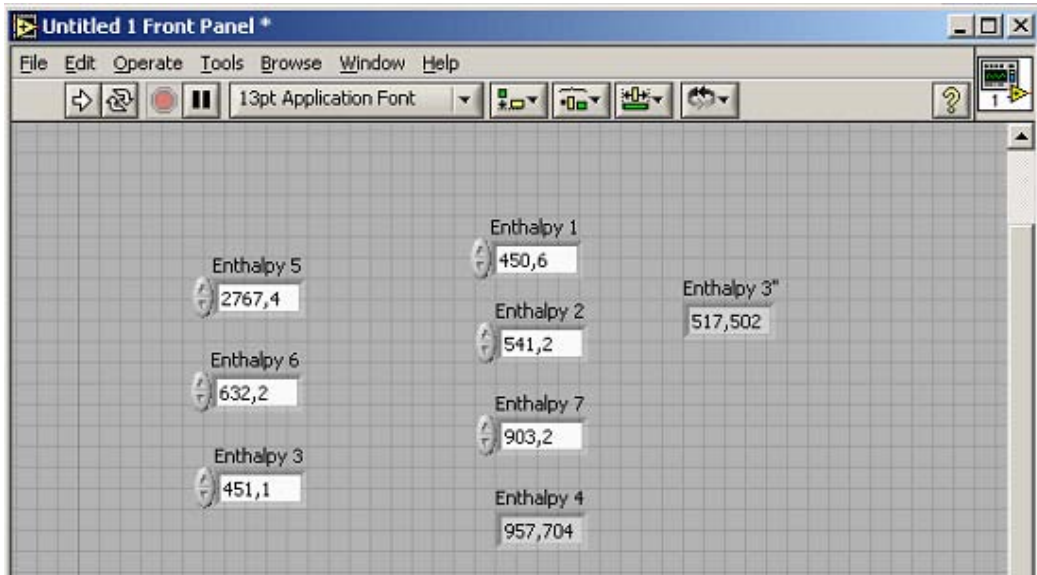 Untitled 1 Front Panel *
File Edit Operate Tools Browse Window Help
13pt Application Font
1
Enthalpy 5
2767,4
Enthalpy 6
632,2
Enthalpy 3
451,1
Enthalpy 1
450,6
Enthalpy 2
541,2
Enthalpy 7
903,2
Enthalpy 4
957,704
Enthalpy 3"
517,502